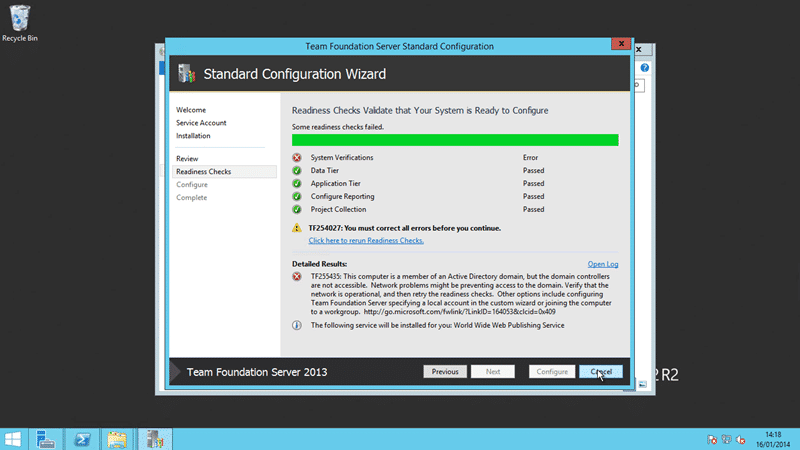 Recycle Bin
Team Foundation Server Standard Configuration
Standard Configuration Wizard
Welcome
Service Account
Installation
Review
Readiness Checks
Configure
Complete
Readiness Checks Validate that Your System is Ready to Configure
Some readiness checks failed.
System Verifications Error
Data Tier Passed
Application Tier Passed
Configure Reporting Passed
Project Collection Passed
TF254027: You must correct all errors before you continue.
Click here to rerun Readiness Checks.
Detailed Results: Open Log
TF255435: This computer is a member of an Active Directory domain, but the domain controllers
are not accessible. Network problems might be preventing access to the domain. Verify that the
network is operational, and then retry the readiness checks. Other options include configuring
Team Foundation Server specifying a local account in the custom wizard or joining the computer
to a workgroup. http://go.microsoft.com/fwlink/?LinkID=164053&clcid=0x409
The following service will be installed for you: World Wide Web Publishing Service
Team Foundation Server 2013
Previous Next Configure Cancel
2 R2
14:18
16/01/2014